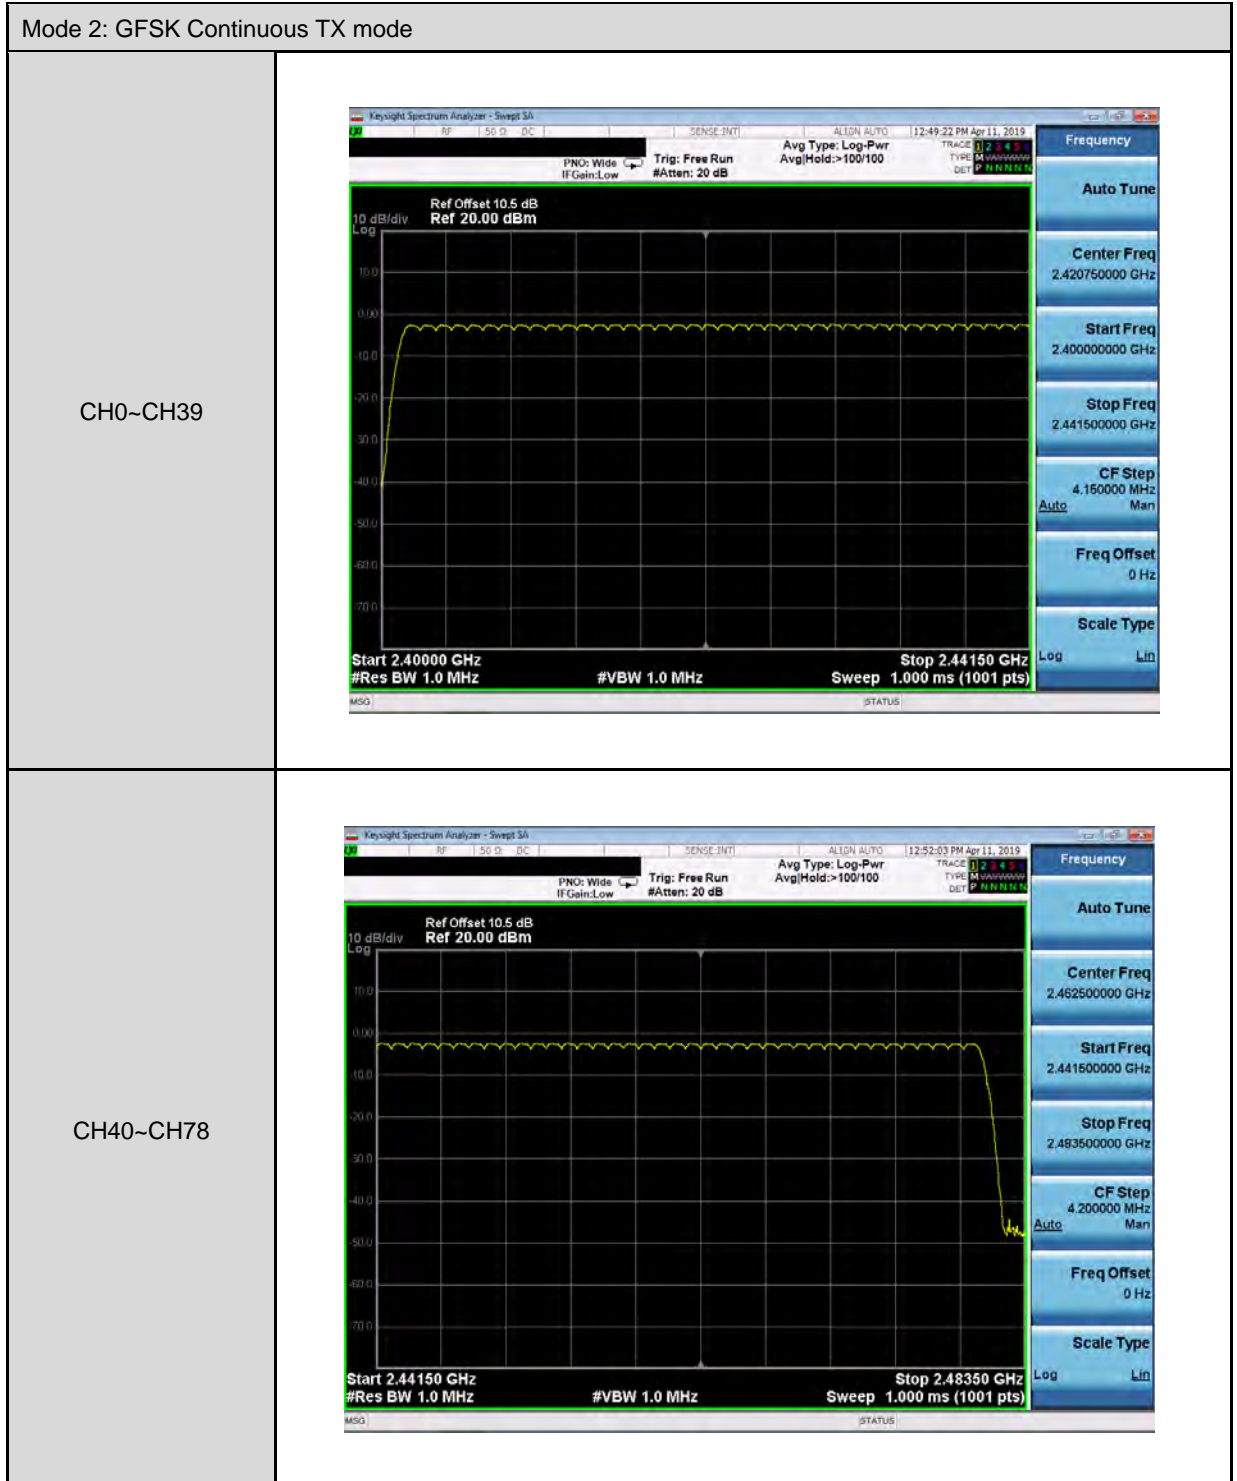 Mode 2: GFSK Continuous TX mode
CH0~CH39
Keysight Spectrum Analyzer - Swept SA
RF 50 Ω DC SENSE:INT ALIGN AUTO 12:49:22 PM Apr 11, 2019
PNO: Wide Trig: Free Run Avg Type: Log-Pwr TRACE 1 2 3 4 5
IFGain:Low #Atten: 20 dB Avg|Hold:>100/100 TYPE M
DET P N N N N N
Ref Offset 10.5 dB
10 dB/div Ref 20.00 dBm
Log
10.0
0.00
-10.0
-20.0
-30.0
-40.0
-50.0
-60.0
-70.0
Start 2.40000 GHz Stop 2.44150 GHz
#Res BW 1.0 MHz #VBW 1.0 MHz Sweep 1.000 ms (1001 pts)
MSG STATUS
Frequency
Auto Tune
Center Freq
2.420750000 GHz
Start Freq
2.400000000 GHz
Stop Freq
2.441500000 GHz
CF Step
4.150000 MHz
Auto Man
Freq Offset
0 Hz
Scale Type
Log Lin
CH40~CH78
Keysight Spectrum Analyzer - Swept SA
RF 50 Ω DC SENSE:INT ALIGN AUTO 12:52:03 PM Apr 11, 2019
PNO: Wide Trig: Free Run Avg Type: Log-Pwr TRACE 1 2 3 4 5
IFGain:Low #Atten: 20 dB Avg|Hold:>100/100 TYPE M
DET P N N N N N
Ref Offset 10.5 dB
10 dB/div Ref 20.00 dBm
Log
10.0
0.00
-10.0
-20.0
-30.0
-40.0
-50.0
-60.0
-70.0
Start 2.44150 GHz Stop 2.48350 GHz
#Res BW 1.0 MHz #VBW 1.0 MHz Sweep 1.000 ms (1001 pts)
MSG STATUS
Frequency
Auto Tune
Center Freq
2.462500000 GHz
Start Freq
2.441500000 GHz
Stop Freq
2.483500000 GHz
CF Step
4.200000 MHz
Auto Man
Freq Offset
0 Hz
Scale Type
Log Lin